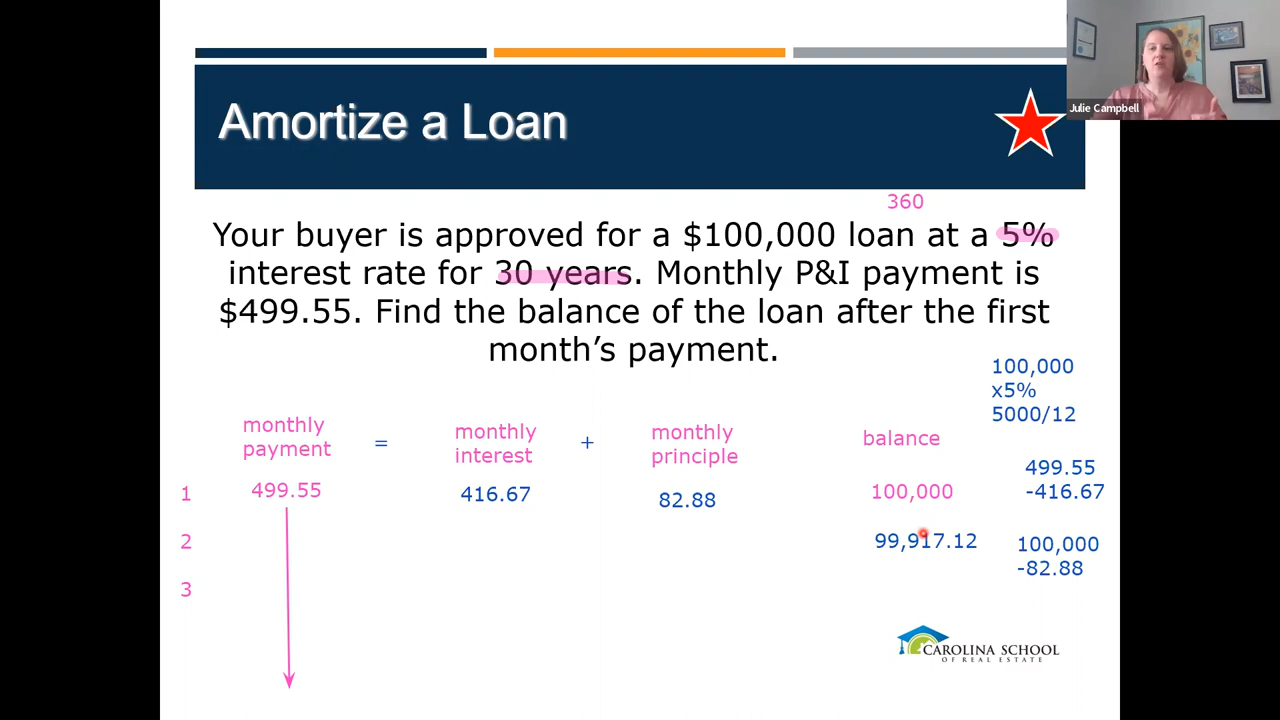 Julie Campbell
Amortize a Loan
360
Your buyer is approved for a $100,000 loan at a 5%
interest rate for 30 years. Monthly P&I payment is
$499.55. Find the balance of the loan after the first
month’s payment.
100,000
x5%
5000/12
monthly
payment
=
monthly
interest
+
monthly
principle
balance
499.55
-416.67
1
499.55
416.67
82.88
100,000
2
99,917.12
100,000
-82.88
3
CAROLINA SCHOOL
OF REAL ESTATE